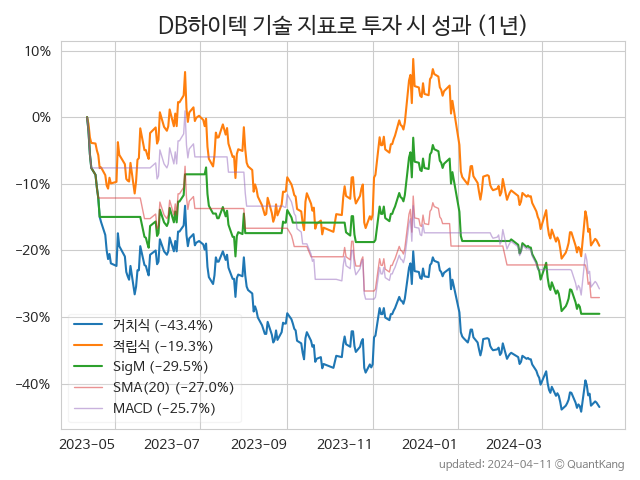 DB하이텍 기술 지표로 투자 시 성과 (1년)
10%
0%
−10%
−20%
−30%
−40%
거치식 (−43.4%)
적립식 (−19.3%)
SigM (−29.5%)
SMA(20) (−27.0%)
MACD (−25.7%)
2023−05
2023−07
2023−09
2023−11
2024−01
2024−03
updated: 2024−04−11 © QuantKang